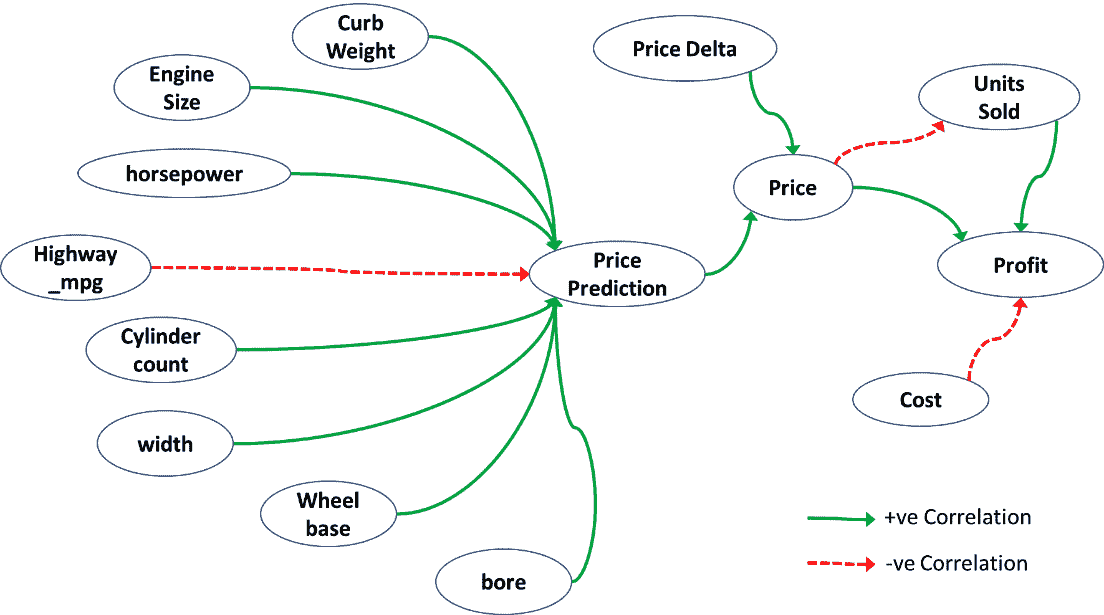 Curb
Weight
Price Delta
Engine
Size
Units
Sold
horsepower
Price
Highway
_mpg
Price
Prediction
Profit
Cylinder
count
Cost
width
Wheel
base
+ve Correlation
-ve Correlation
bore